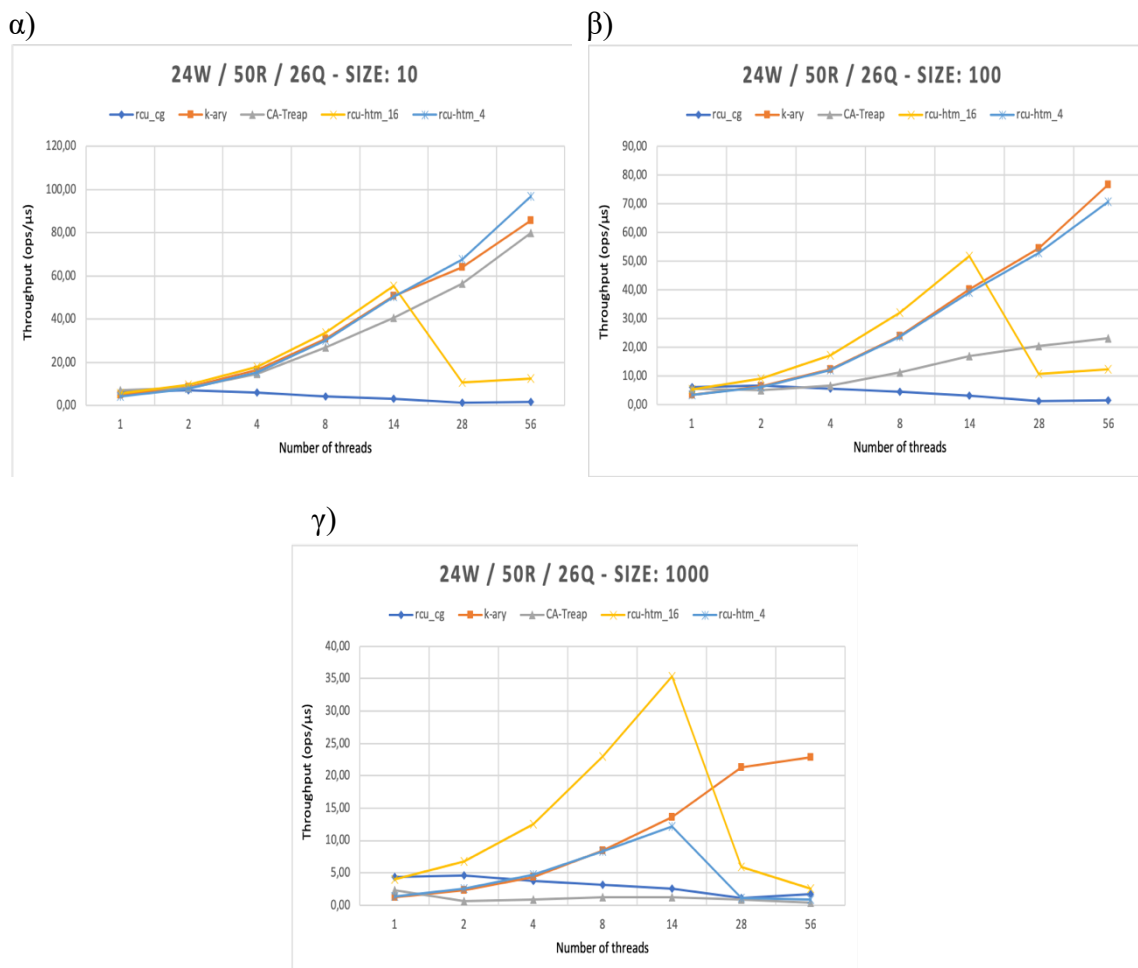 α)
24W / 50R / 26Q - SIZE: 10
rcu_cg k-ary CA-Treap rcu-htm_16 rcu-htm_4
120,00
100,00
80,00
60,00
40,00
20,00
0,00
Throughput (ops/μs)
1 2 4 8 14 28 56
Number of threads
β)
24W / 50R / 26Q - SIZE: 100
rcu_cg k-ary CA-Treap rcu-htm_16 rcu-htm_4
90,00
80,00
70,00
60,00
50,00
40,00
30,00
20,00
10,00
0,00
Throughput (ops/μs)
1 2 4 8 14 28 56
Number of threads
γ)
24W / 50R / 26Q - SIZE: 1000
rcu_cg k-ary CA-Treap rcu-htm_16 rcu-htm_4
40,00
35,00
30,00
25,00
20,00
15,00
10,00
5,00
0,00
Throughput (ops/μs)
1 2 4 8 14 28 56
Number of threads